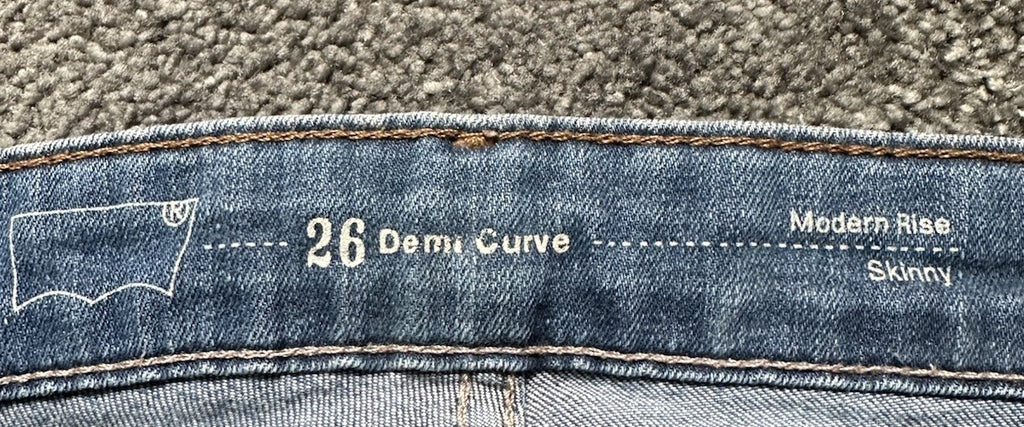 ®
26 Demi Curve
Modern Rise
Skinny